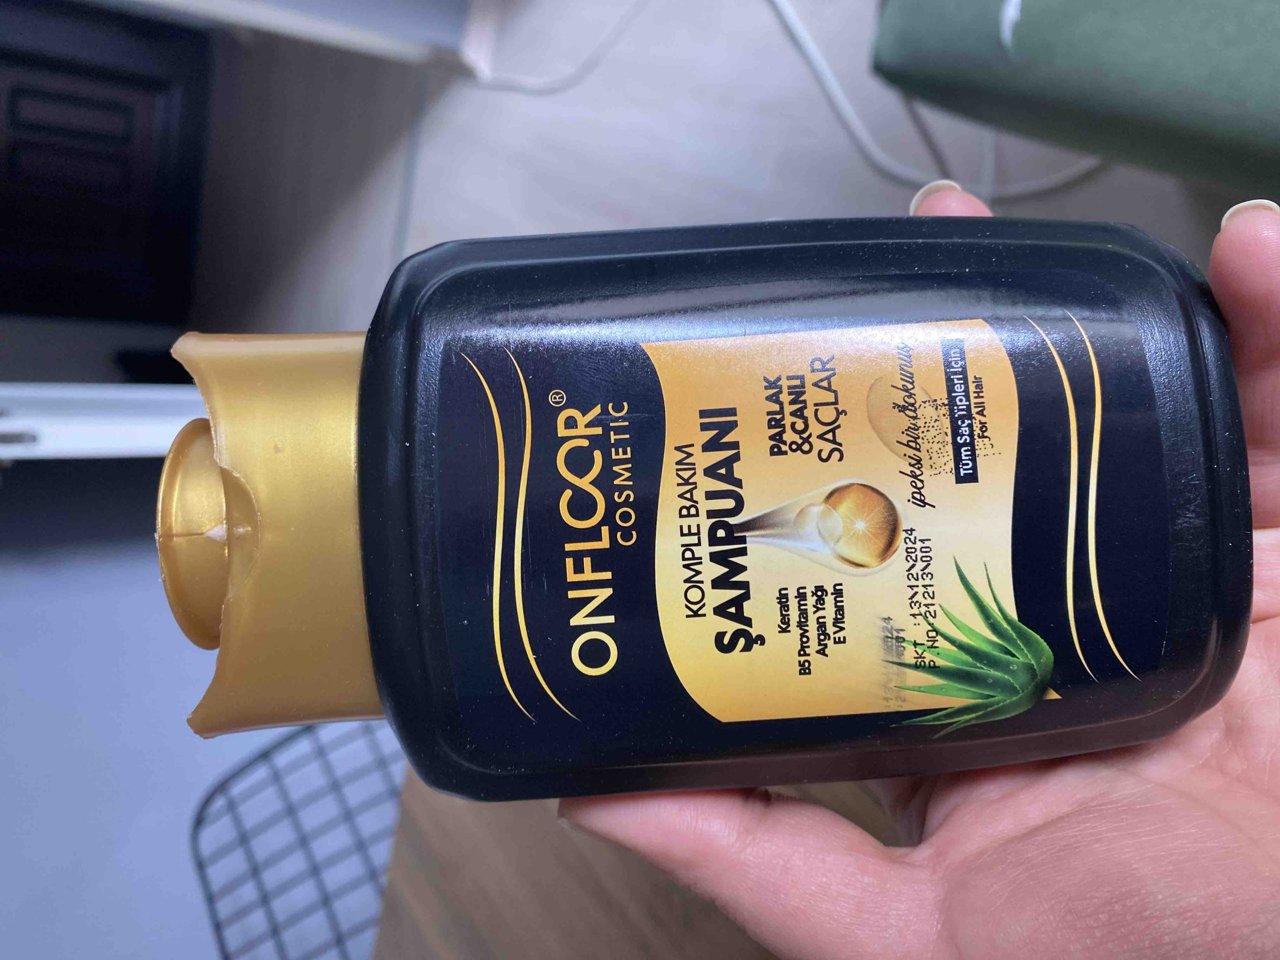 ONFLOOR®
COSMETIC
KOMPLE BAKIM
ŞAMPUANI
Keratin
B5 Provitamin
Argan Yağı
E Vitamin
PARLAK
&CANLI
SAÇLAR
ipeksi bir dokunuş
Tüm Saç Tipleri İçin
For All Hair
SKT :13\12\2024
P.NO:21213\001